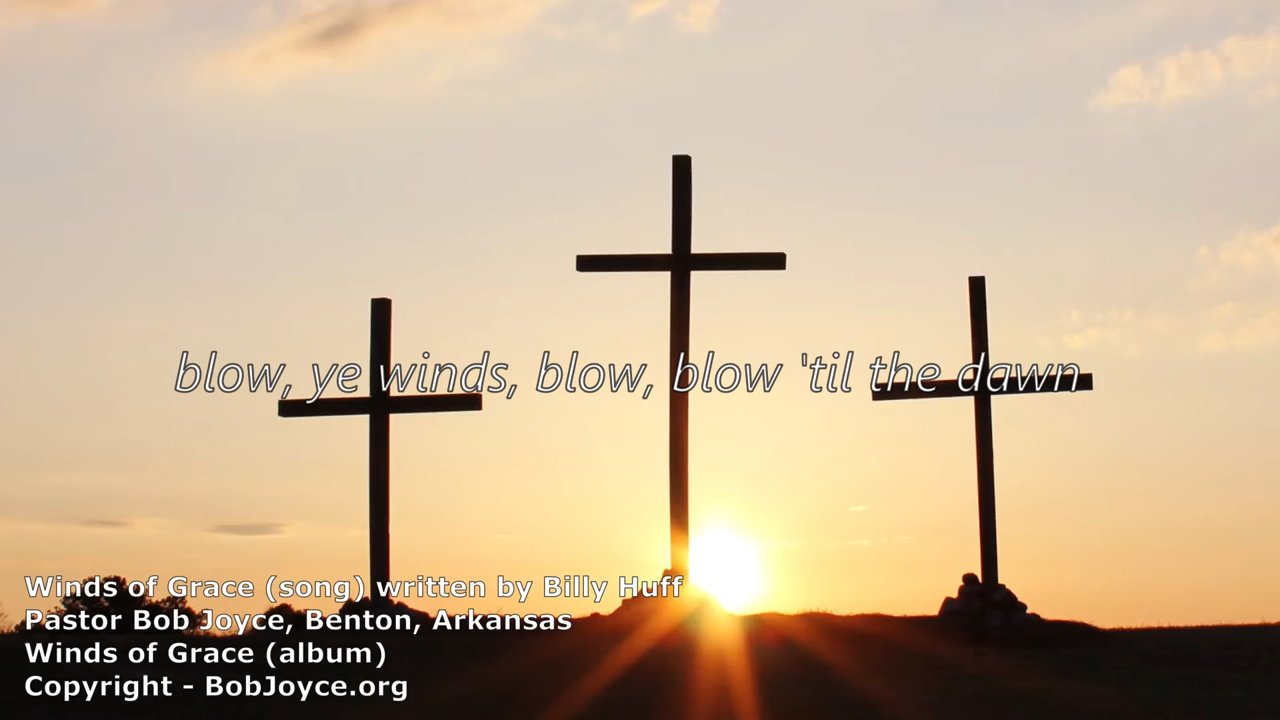 blow, ye winds, blow, blow 'til the dawn
Winds of Grace (song) written by Billy Huff
Pastor Bob Joyce, Benton, Arkansas
Winds of Grace (album)
Copyright - BobJoyce.org